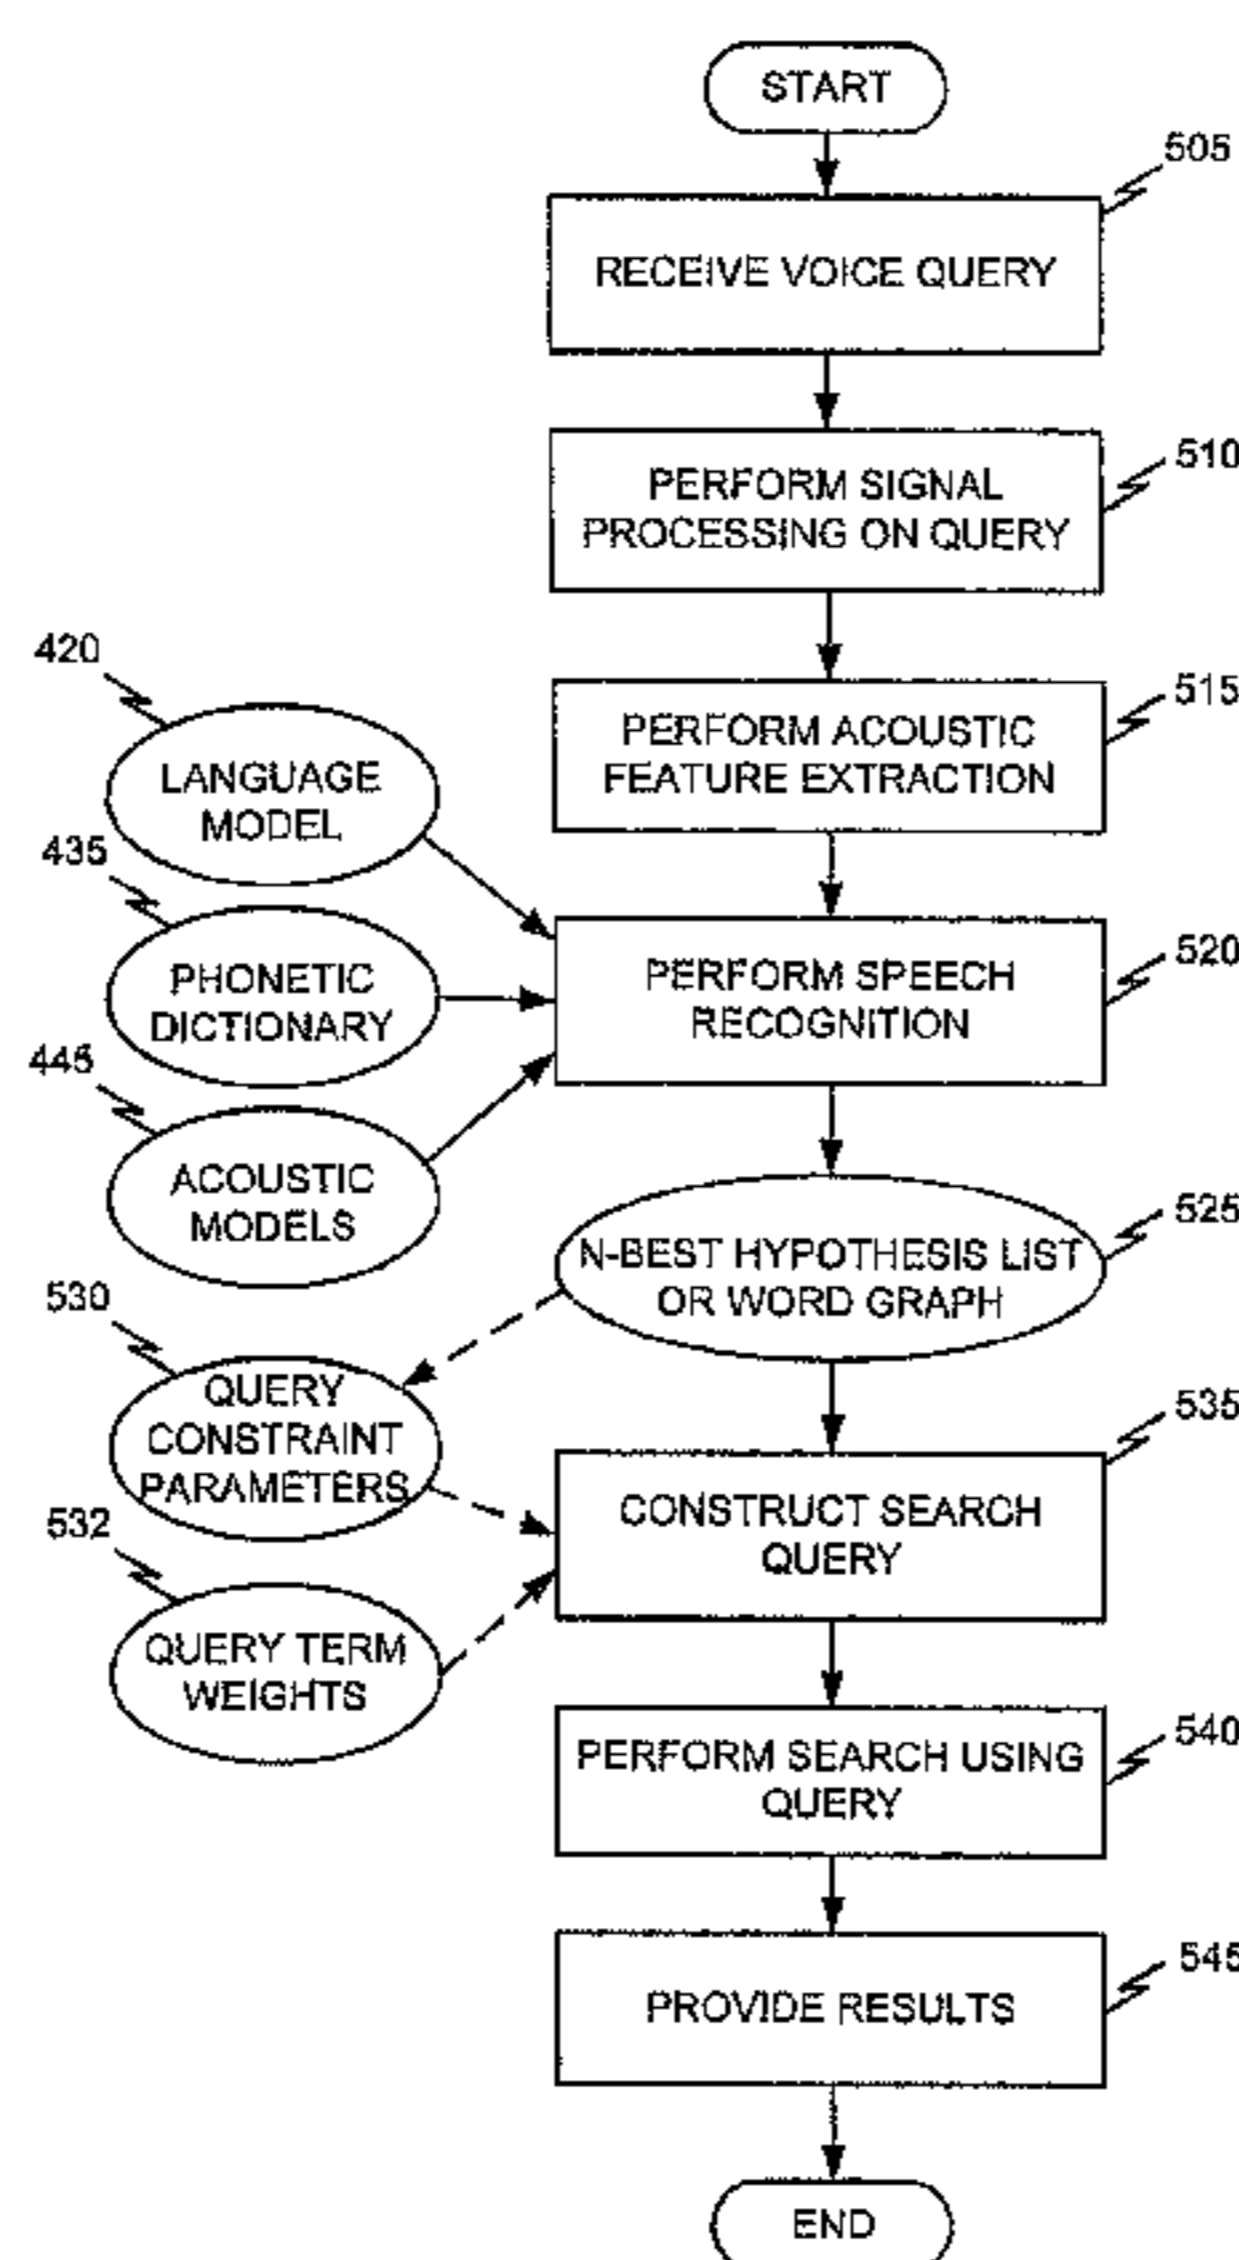 START
505
RECEIVE VOICE QUERY
510
PERFORM SIGNAL
PROCESSING ON QUERY
420
515
LANGUAGE
MODEL
PERFORM ACOUSTIC
FEATURE EXTRACTION
435
PHONETIC
DICTIONARY
520
PERFORM SPEECH
RECOGNITION
445
ACOUSTIC
MODELS
525
N-BEST HYPOTHESIS LIST
OR WORD GRAPH
530
QUERY
CONSTRAINT
PARAMETERS
535
CONSTRUCT SEARCH
QUERY
532
QUERY TERM
WEIGHTS
540
PERFORM SEARCH USING
QUERY
545
PROVIDE RESULTS
END